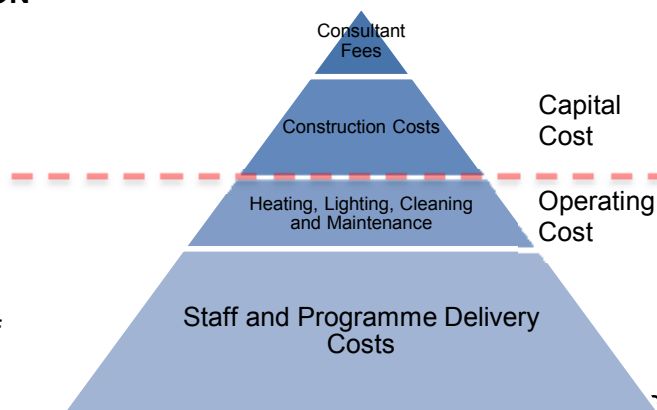 Consultant
Fees
Construction Costs
Capital
Cost
Heating, Lighting, Cleaning
and Maintenance
Operating
Cost
Staff and Programme Delivery
Costs